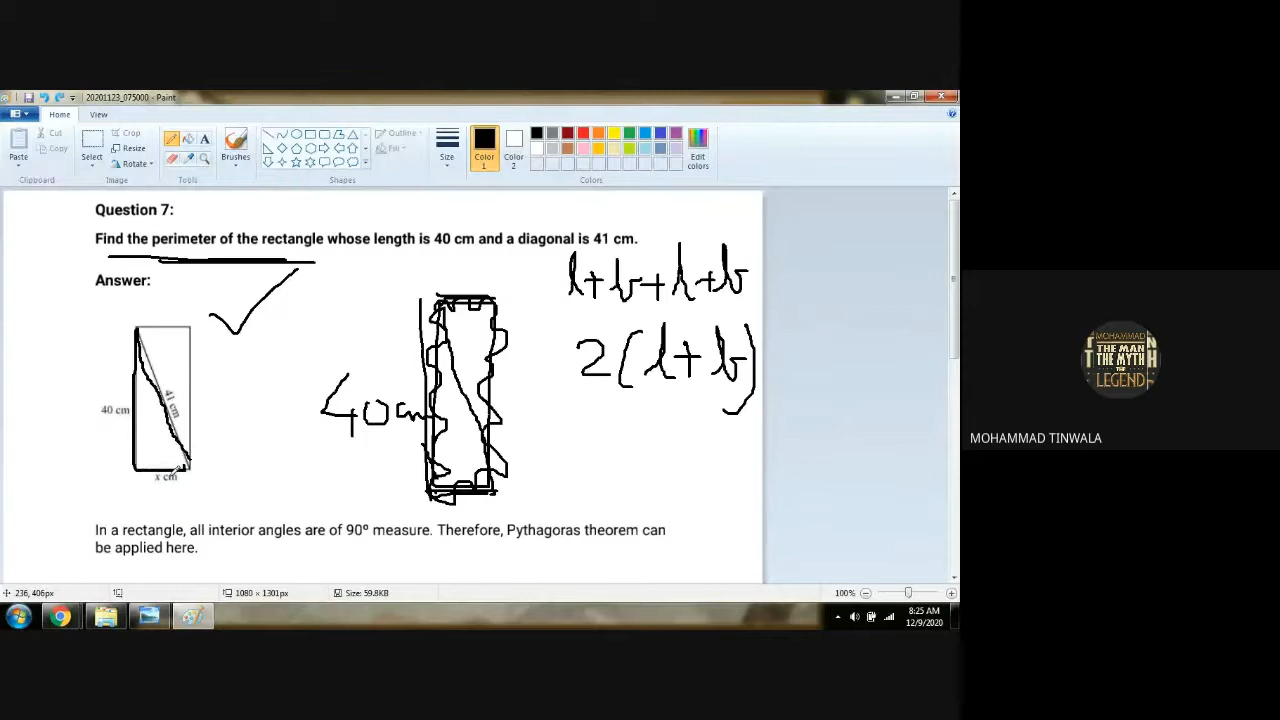 20201123_075000 - Paint
Home View
Paste
Cut
Copy
Clipboard
Select
Crop
Resize
Rotate
Image
A
Tools
Brushes
Shapes
Outline
Fill
Size
Color 1
Color 2
Edit colors
Colors
Question 7:
Find the perimeter of the rectangle whose length is 40 cm and a diagonal is 41 cm.
Answer:
l+b+l+b
2(l+b)
40 cm
41 cm
x cm
40cm
In a rectangle, all interior angles are of 90º measure. Therefore, Pythagoras theorem can
be applied here.
236, 406px
1080 × 1301px
Size: 59.8KB
100%
8:25 AM
12/9/2020
MOHAMMAD
THE MAN
THE MYTH
THE
LEGEND
MOHAMMAD TINWALA